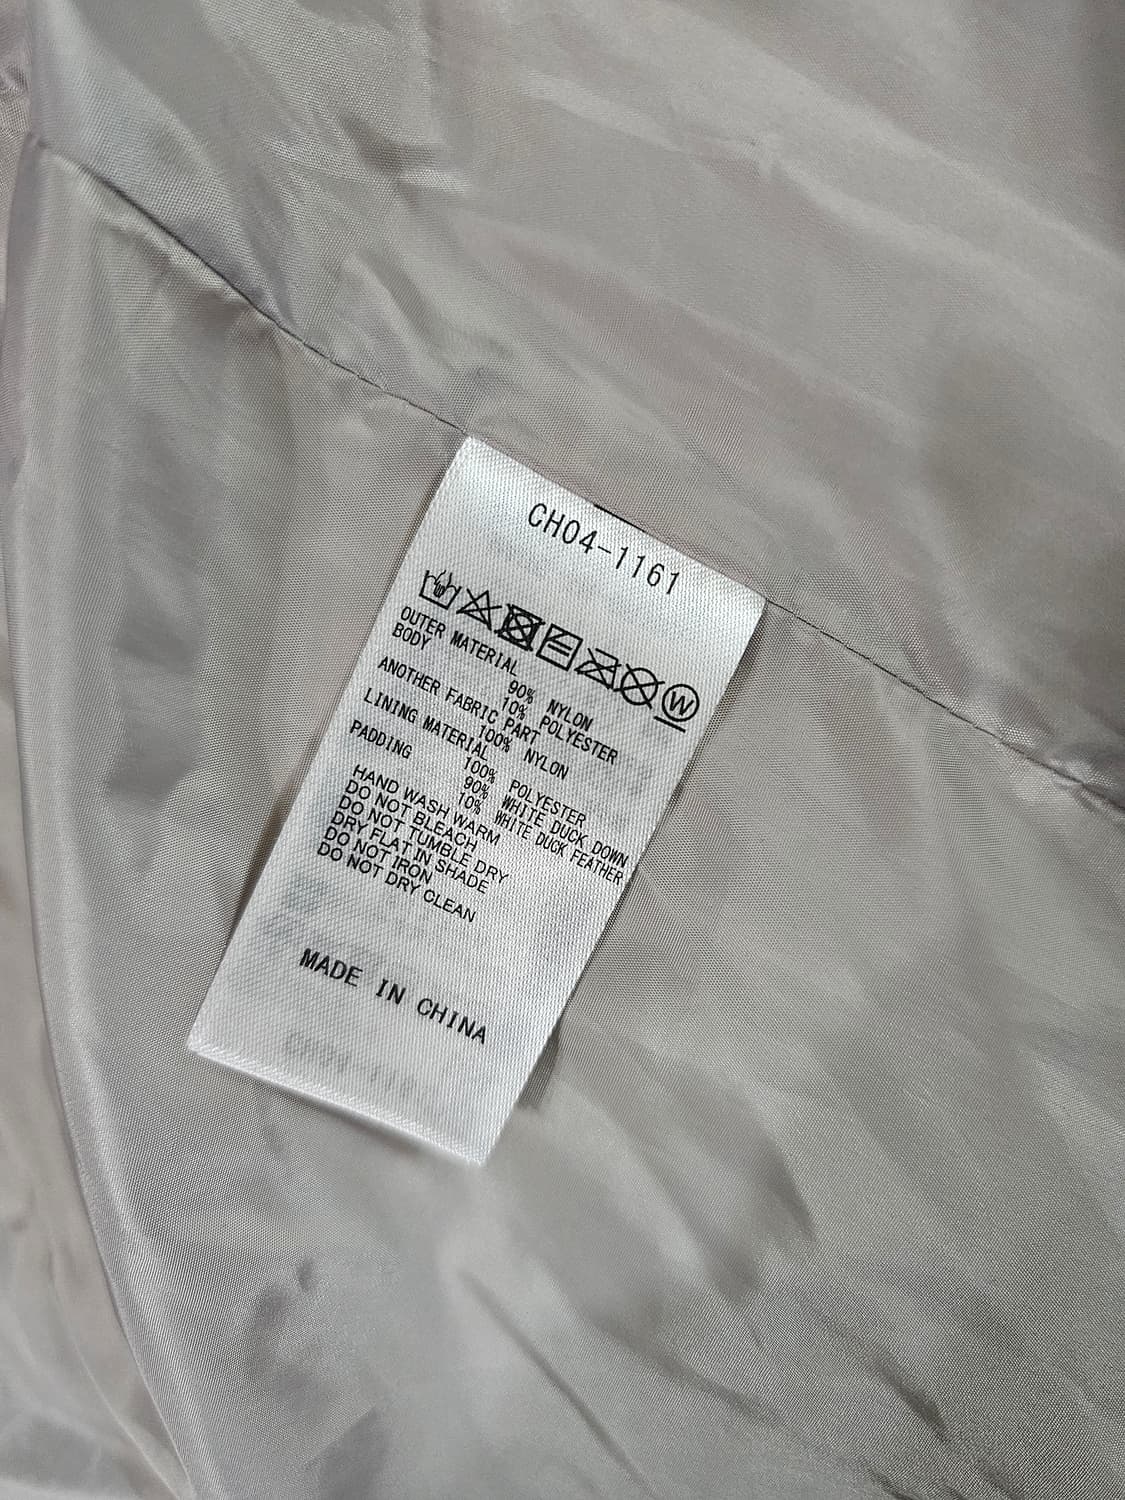 CH04-1161
W
OUTER MATERIAL
BODY 90% NYLON
10% POLYESTER
ANOTHER FABRIC PART
100% NYLON
LINING MATERIAL
100% POLYESTER
PADDING 90% WHITE DUCK DOWN
10% WHITE DUCK FEATHER
HAND WASH WARM
DO NOT BLEACH
DO NOT TUMBLE DRY
DRY FLAT IN SHADE
DO NOT IRON
DO NOT DRY CLEAN
MADE IN CHINA